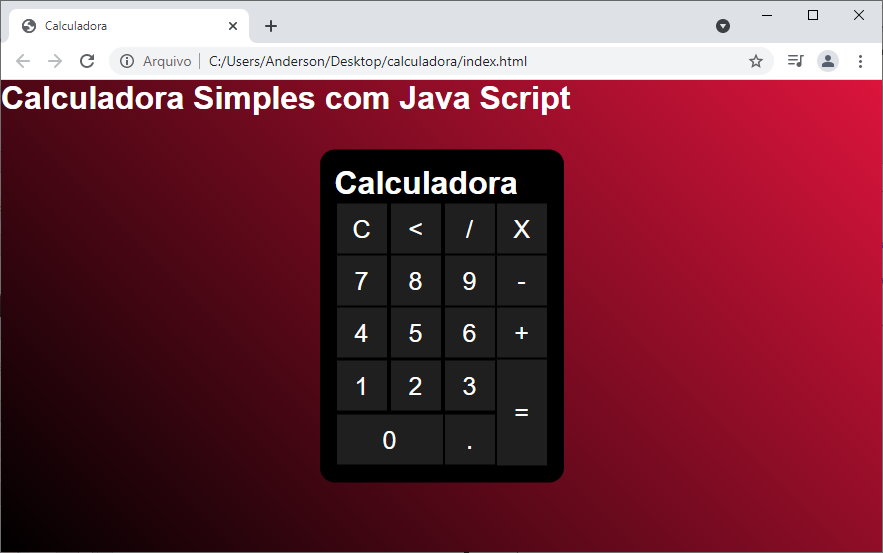 Calculadora
Arquivo | C:/Users/Anderson/Desktop/calculadora/index.html
Calculadora Simples com Java Script
Calculadora
C < / X
7 8 9 -
4 5 6 +
1 2 3
=
0 .